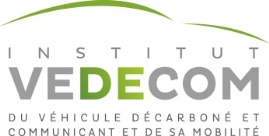 INSTITUT
VEDECOM
DU VÉHICULE DÉCARBONÉ ET
COMMUNICANT ET DE SA MOBILITÉ